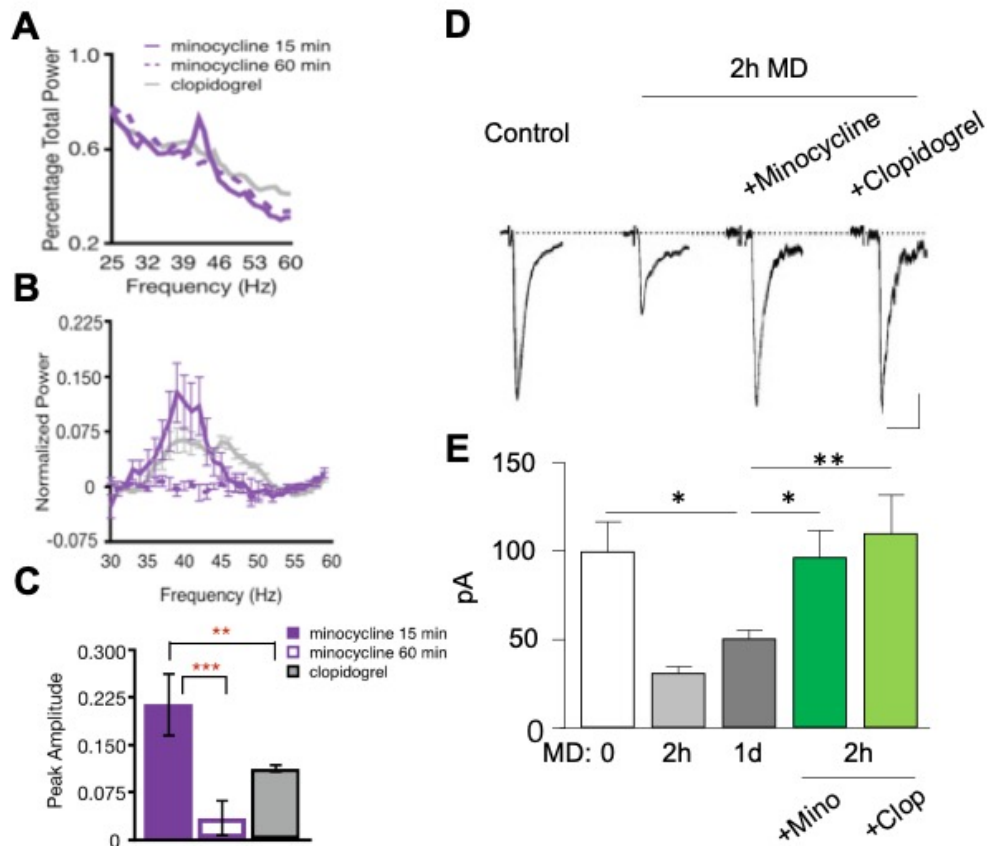 A
minocycline 15 min
minocycline 60 min
clopidogrel
Percentage Total Power
1.0
0.6
0.2
25 32 39 46 53 60
Frequency (Hz)
B
Normalized Power
0.225
0.150
0.075
0
-0.075
30 35 40 45 50 55 60
Frequency (Hz)
C
** 
***
minocycline 15 min
minocycline 60 min
clopidogrel
Peak Amplitude
0.300
0.225
0.150
0.075
0
D
2h MD
Control
+Minocycline
+Clopidogrel
E
pA
150
100
50
0
**
* *
MD: 0 2h 1d 2h
+Mino +Clop